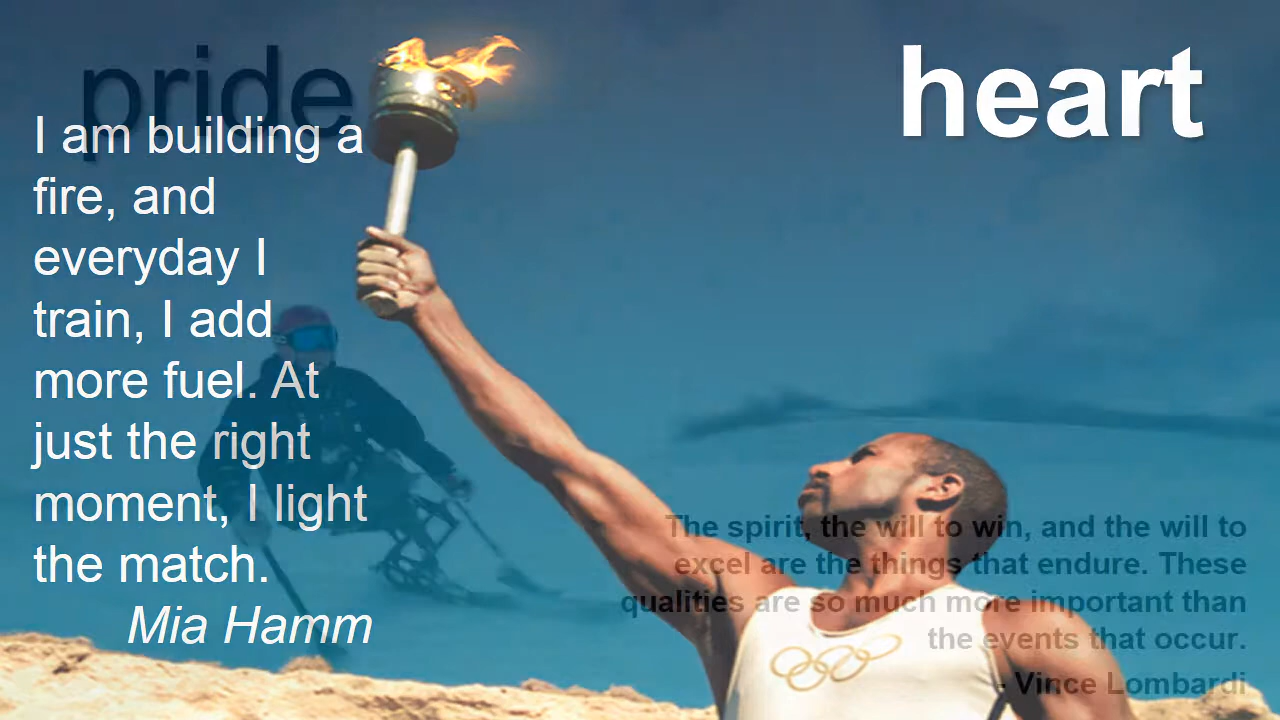 pride
heart
I am building a
fire, and
everyday I
train, I add
more fuel. At
just the right
moment, I light
the match.
Mia Hamm
The spirit, the will to win, and the will to
excel are the things that endure. These
qualities are so much more important than
the events that occur.
- Vince Lombardi